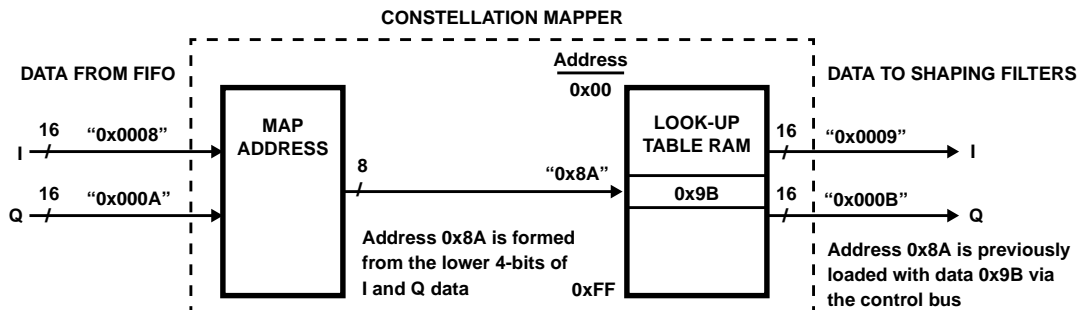 CONSTELLATION MAPPER
DATA FROM FIFO
Address
0x00
DATA TO SHAPING FILTERS
MAP
ADDRESS
LOOK-UP
TABLE RAM
I
16
“0x0008”
Q
16
“0x000A”
8
“0x8A”
0x9B
16
“0x0009”
I
16
“0x000B”
Q
Address 0x8A is formed
from the lower 4-bits of
I and Q data
0xFF
Address 0x8A is previously
loaded with data 0x9B via
the control bus